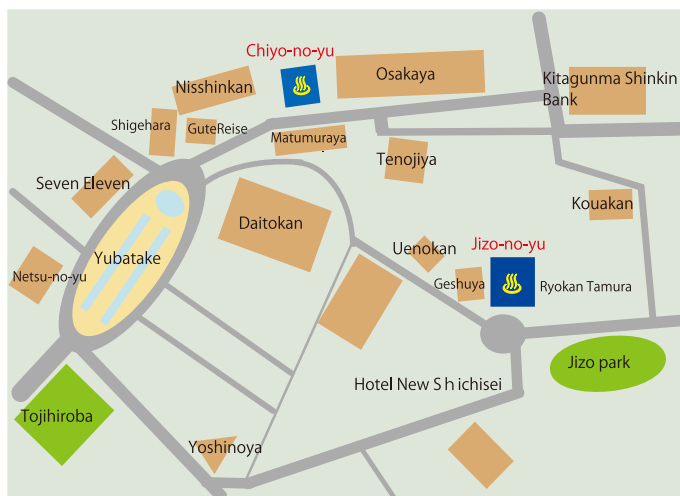 Chiyo-no-yu
Osakaya
Nisshinkan
Kitagunma Shinkin
Bank
Shigehara
GuteReise
Matumuraya
Tenojiya
Seven Eleven
Kouakan
Daitokan
Uenokan
Jizo-no-yu
Yubatake
Netsu-no-yu
Geshuya
Ryokan Tamura
Jizo park
Hotel New S h ichisei
Tojihiroba
Yoshinoya